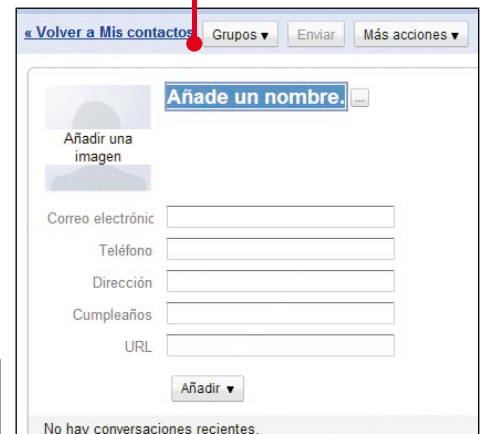 « Volver a Mis contactos Grupos ▼ Enviar Más acciones ▼
Añade un nombre. ...
Añadir una
imagen
Correo electrónic
Teléfono
Dirección
Cumpleaños
URL
Añadir ▼
No hay conversaciones recientes.